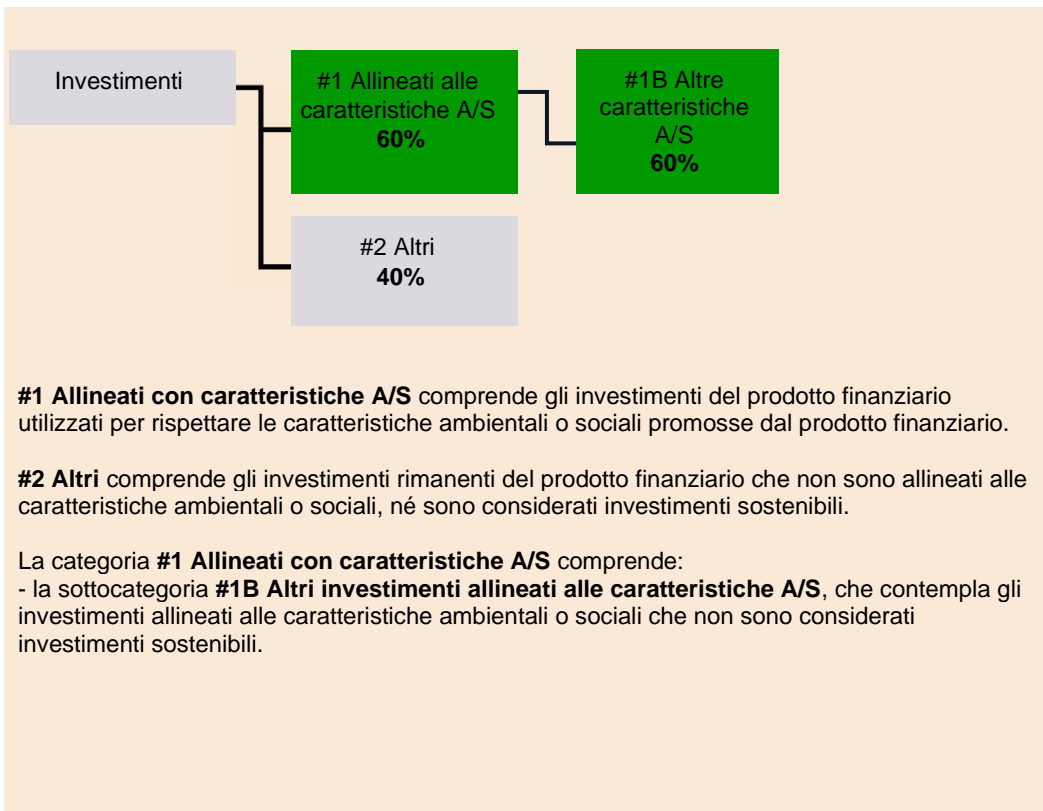 Investimenti
#1 Allineati alle
caratteristiche A/S
60%
#1B Altre
caratteristiche
A/S
60%
#2 Altri
40%
#1 Allineati con caratteristiche A/S comprende gli investimenti del prodotto finanziario
utilizzati per rispettare le caratteristiche ambientali o sociali promosse dal prodotto finanziario.
#2 Altri comprende gli investimenti rimanenti del prodotto finanziario che non sono allineati alle
caratteristiche ambientali o sociali, né sono considerati investimenti sostenibili.
La categoria #1 Allineati con caratteristiche A/S comprende:
- la sottocategoria #1B Altri investimenti allineati alle caratteristiche A/S, che contempla gli
investimenti allineati alle caratteristiche ambientali o sociali che non sono considerati
investimenti sostenibili.